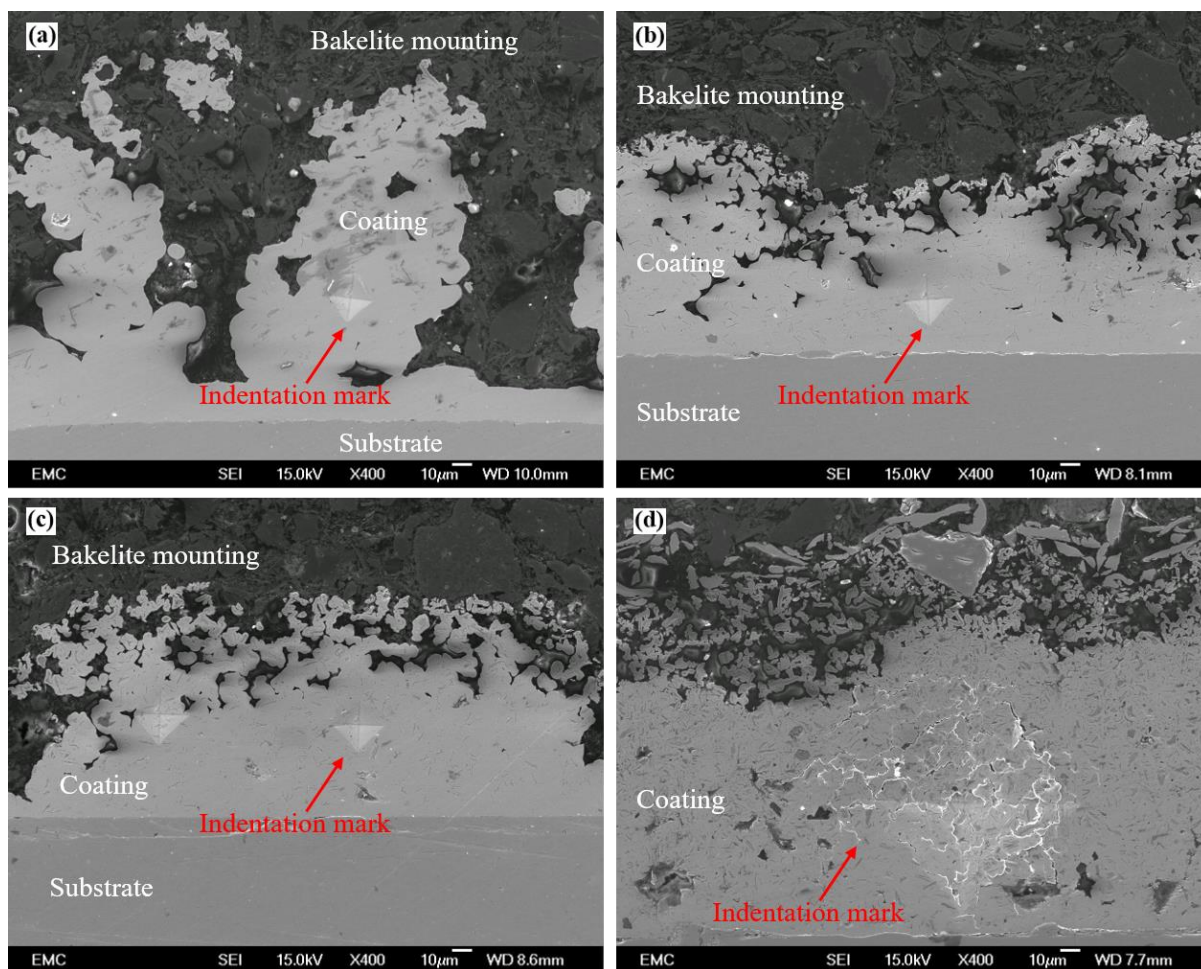 (a)
Bakelite mounting
Coating
Indentation mark
Substrate
EMC SEI 15.0kV X400 10μm WD 10.0mm
(b)
Bakelite mounting
Coating
Indentation mark
Substrate
EMC SEI 15.0kV X400 10μm WD 8.1mm
(c)
Bakelite mounting
Coating
Indentation mark
Substrate
EMC SEI 15.0kV X400 10μm WD 8.6mm
(d)
Coating
Indentation mark
EMC SEI 15.0kV X400 10μm WD 7.7mm